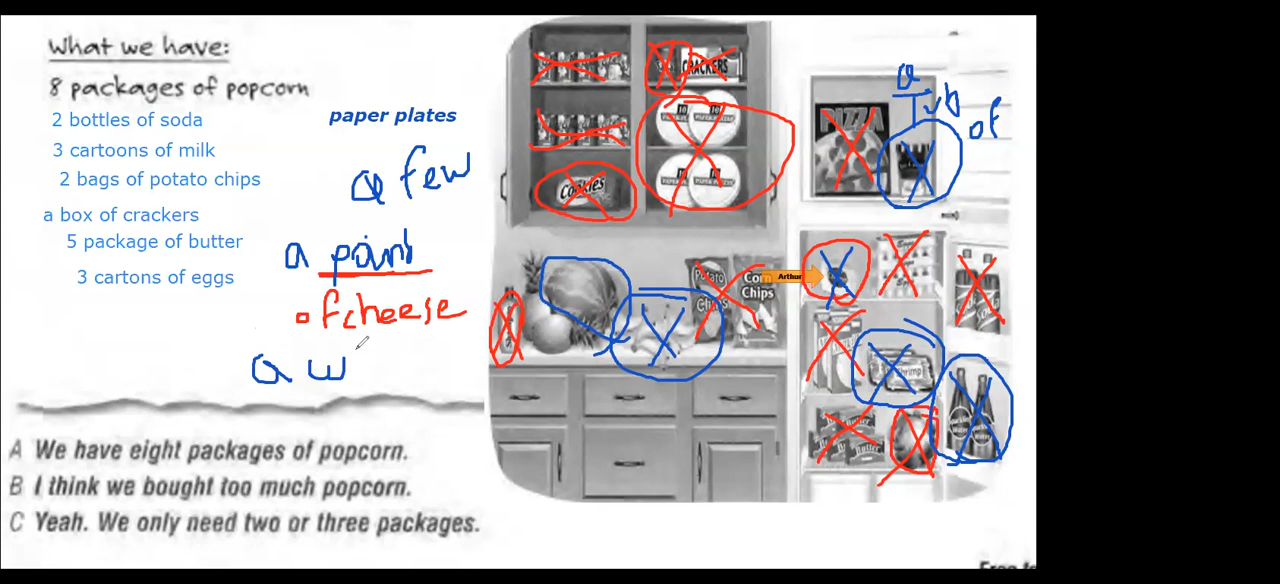 What we have:
8 packages of popcorn
2 bottles of soda
3 cartoons of milk
2 bags of potato chips
a box of crackers
5 package of butter
3 cartons of eggs
paper plates
a few
a paint
of cheese
a w
CRACKERS
Cookies
PIZZA
a
Tub
of
Potato
Chips
Corn
Chips
Arthur
Shrimp
Butter
A We have eight packages of popcorn.
B I think we bought too much popcorn.
C Yeah. We only need two or three packages.